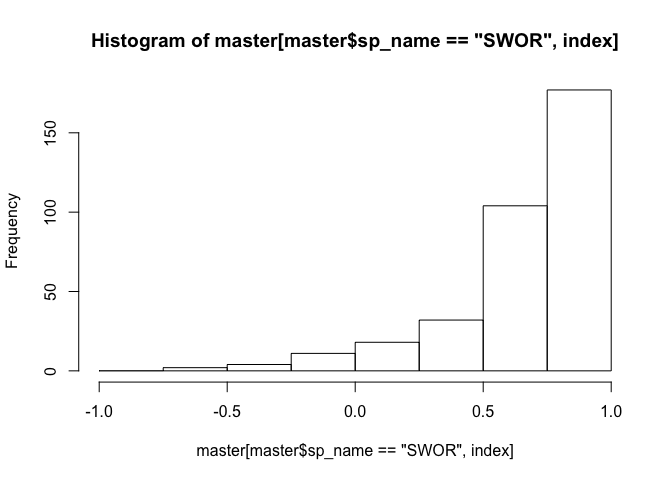 Histogram of master[master$sp_name == "SWOR", index]
Frequency
150
100
50
0
-1.0 -0.5 0.0 0.5 1.0
master[master$sp_name == "SWOR", index]